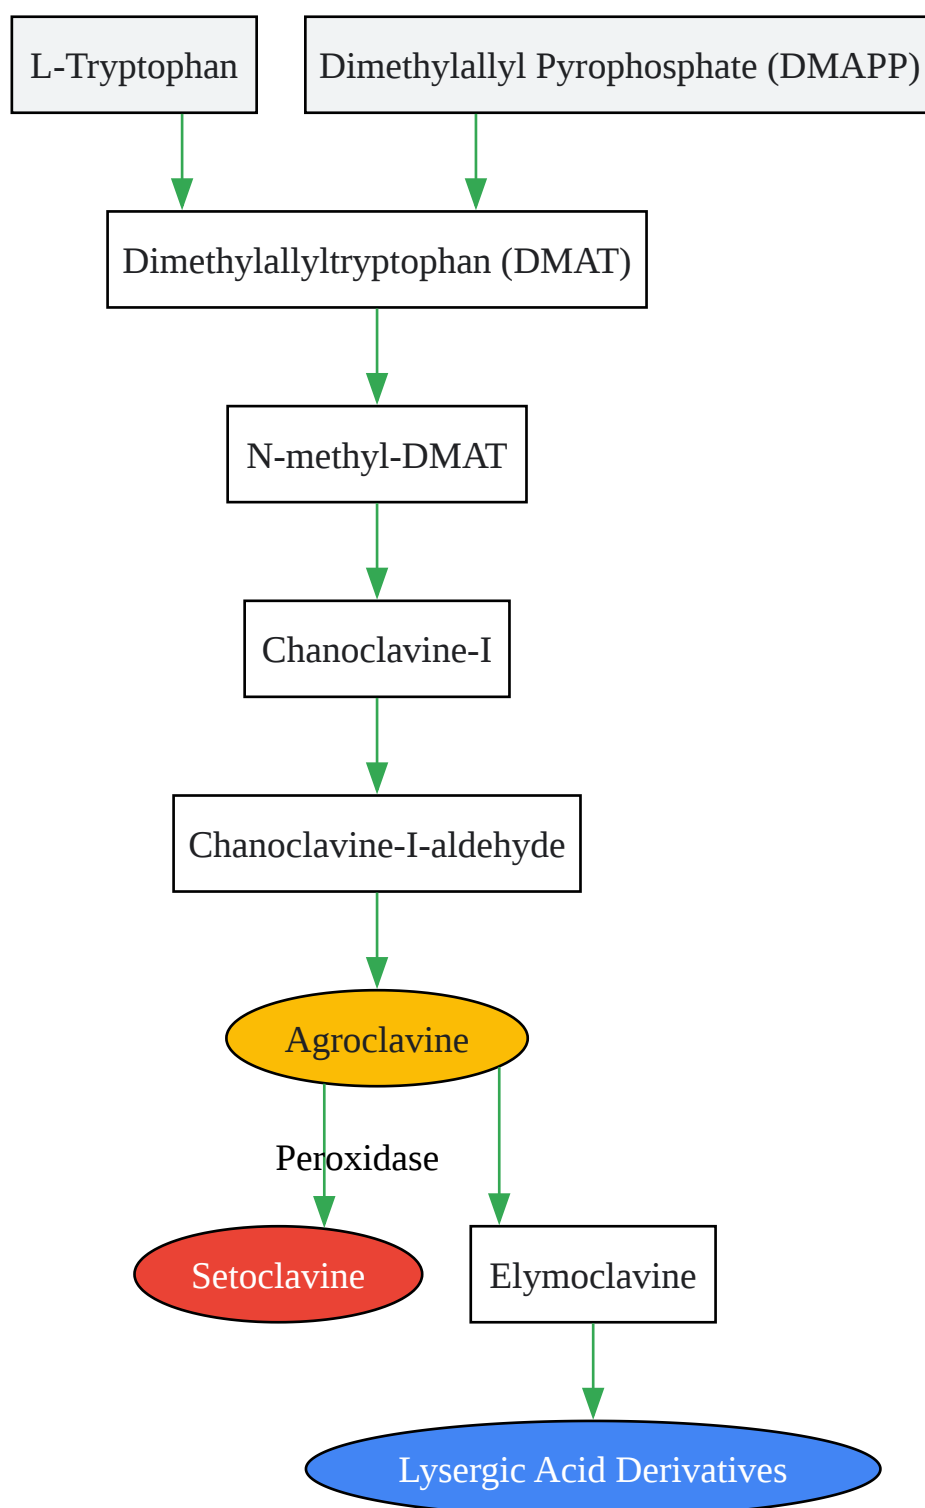 L-Tryptophan
Dimethylallyl Pyrophosphate (DMAPP)
Dimethylallyltryptophan (DMAT)
N-methyl-DMAT
Chanoclavine-I
Chanoclavine-I-aldehyde
Agroclavine
Peroxidase
Setoclavine
Elymoclavine
Lysergic Acid Derivatives